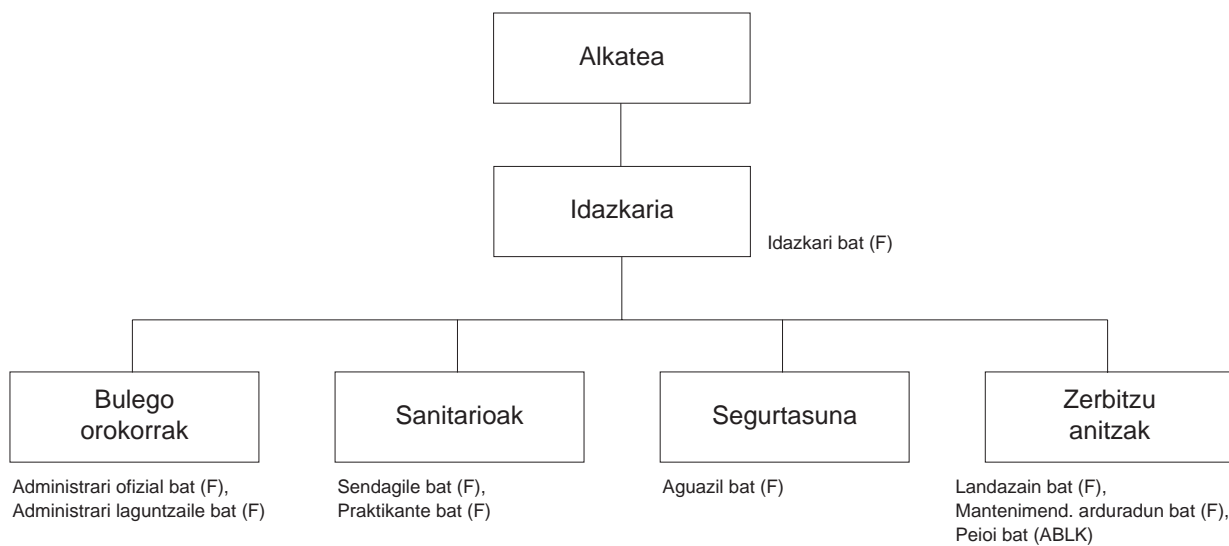 Alkatea
Idazkaria
Idazkari bat (F)
Bulego
orokorrak
Sanitarioak
Segurtasuna
Zerbitzu
anitzak
Administrari ofizial bat (F),
Administrari laguntzaile bat (F)
Sendagile bat (F),
Praktikante bat (F)
Aguazil bat (F)
Landazain bat (F),
Mantenimend. arduradun bat (F),
Peioi bat (ABLK)